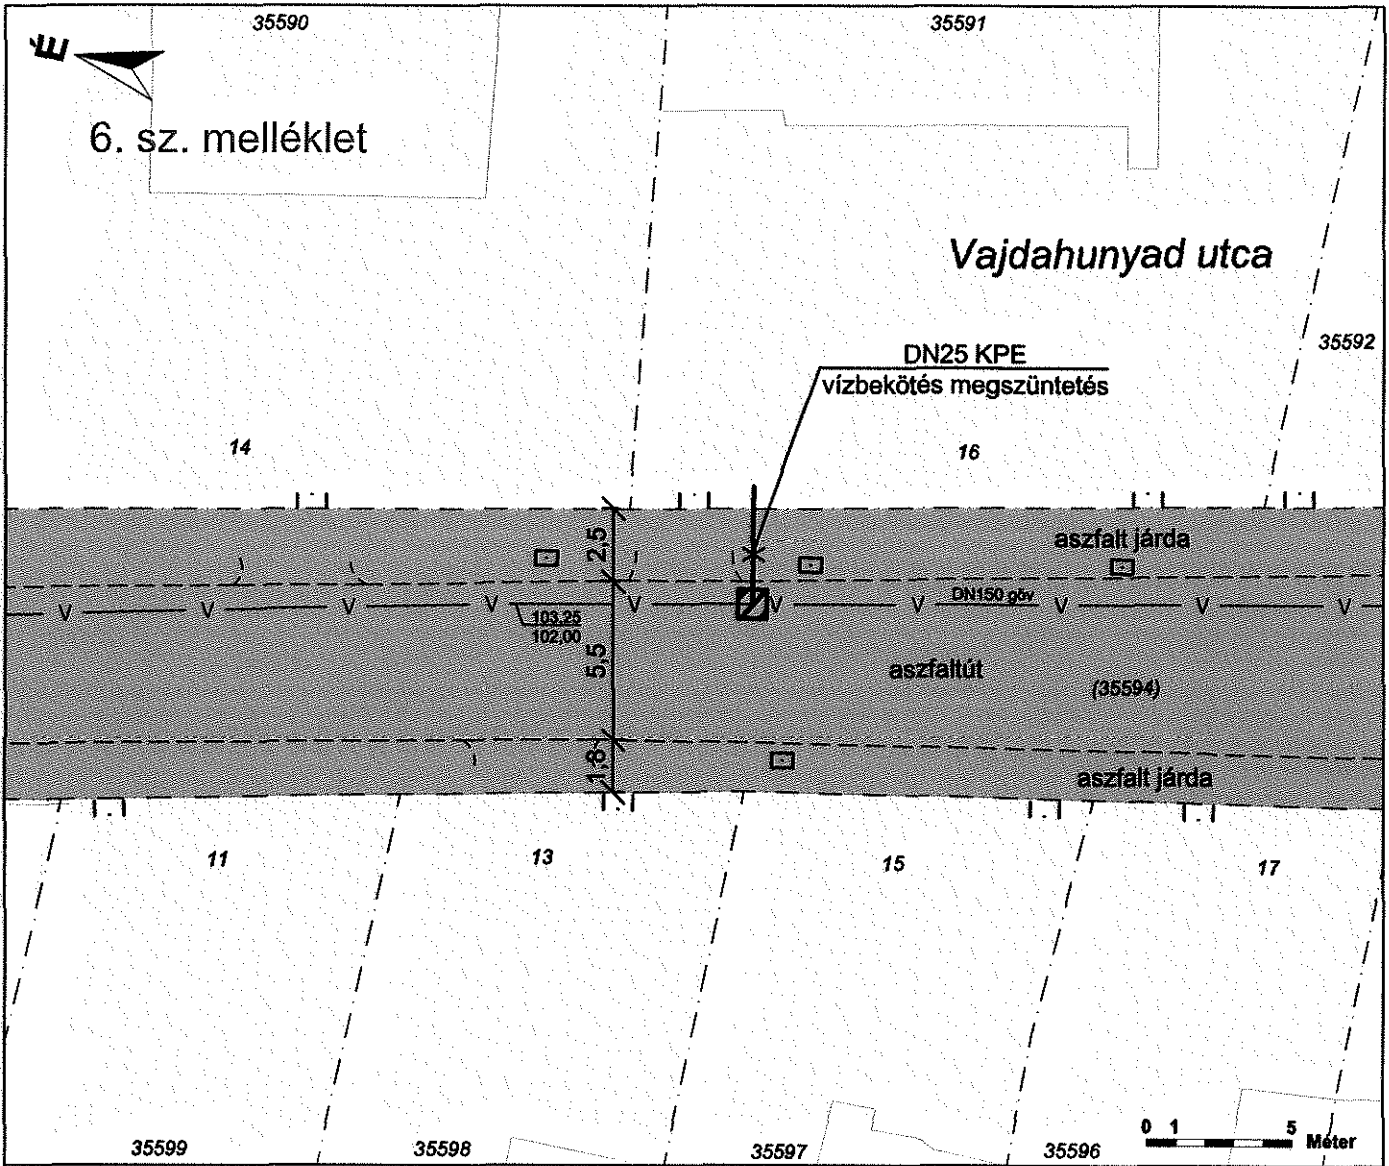 35590
35591
É
6. sz. melléklet
Vajdahunyad utca
35592
DN25 KPE
vízbekötés megszüntetés
14
16
2,5
aszfalt járda
V V V V V V V V V V
DN150 göv
103,25
102,00
5,5
aszfaltút
(35594)
1,8
aszfalt járda
11
13
15
17
0 1 5 Méter
35599
35598
35597
35596